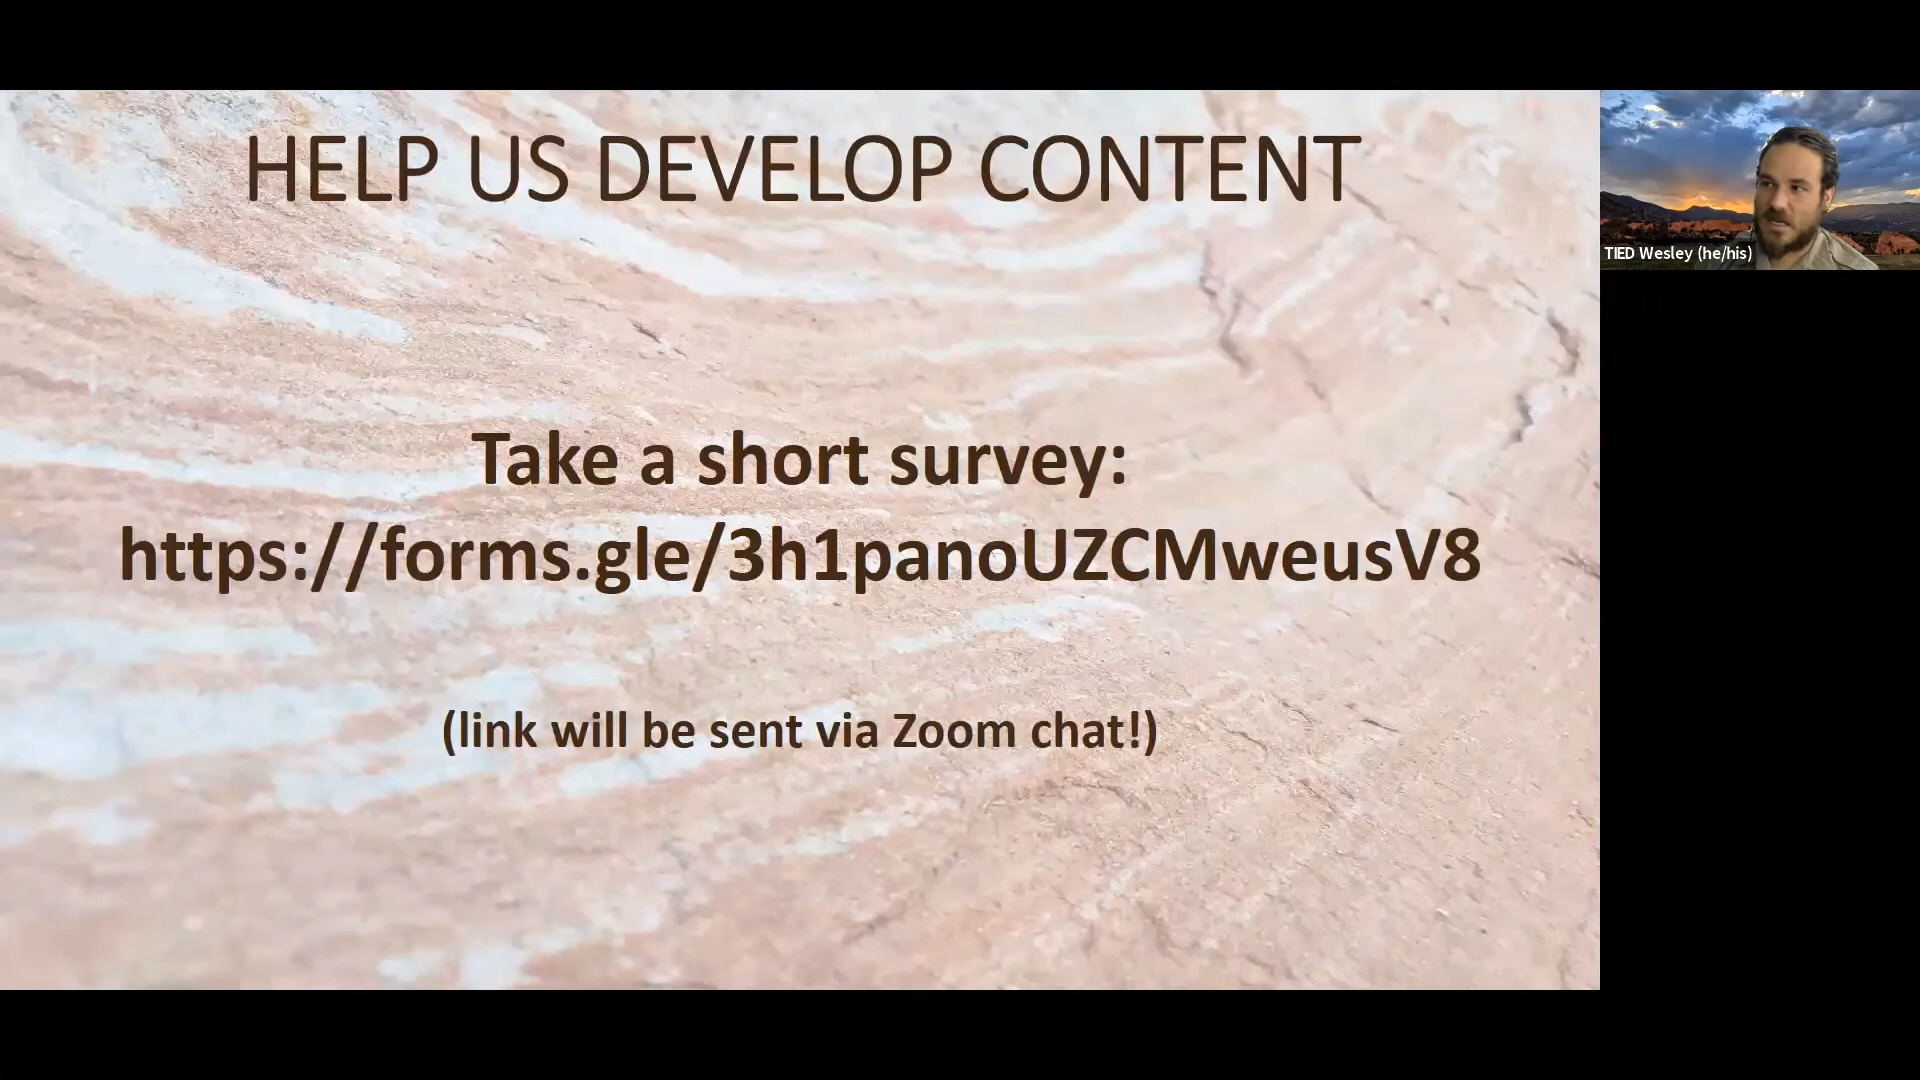 HELP US DEVELOP CONTENT
Take a short survey:
https://forms.gle/3h1panoUZCMweusV8
(link will be sent via Zoom chat!)
TIED Wesley (he/his)